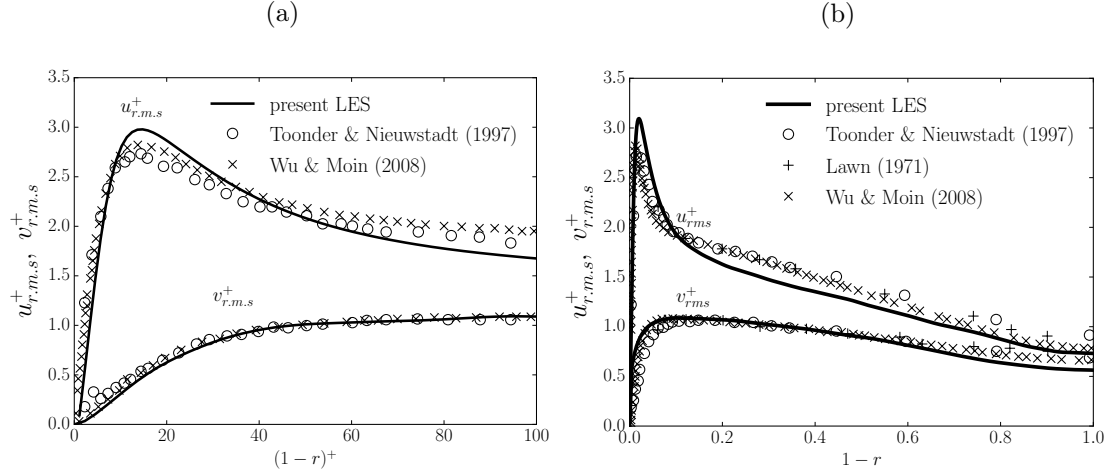 (a)
(b)
3.5
3.0
2.5
2.0
1.5
1.0
0.5
0.0
0 20 40 60 80 100
(1 − r)⁺
u⁺r.m.s, v⁺r.m.s
u⁺r.m.s
v⁺r.m.s
present LES
Toonder & Nieuwstadt (1997)
Wu & Moin (2008)
3.5
3.0
2.5
2.0
1.5
1.0
0.5
0.0
0.0 0.2 0.4 0.6 0.8 1.0
1 − r
u⁺r.m.s, v⁺r.m.s
u⁺rms
v⁺rms
present LES
Toonder & Nieuwstadt (1997)
Lawn (1971)
Wu & Moin (2008)